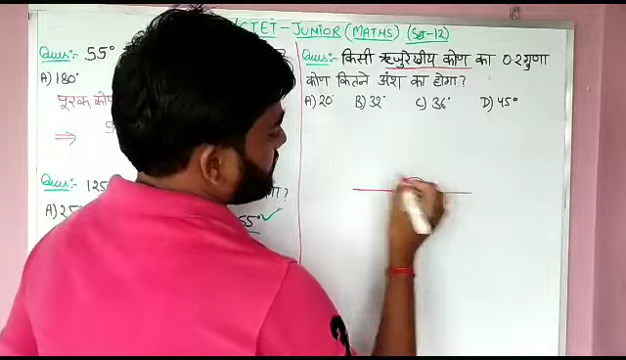 CTET-JUNIOR (MATHS) (Set-12)
Ques:- 55°
A) 180°
पूरक को
⇒ 9
Ques:- 125
A) 25
55° ✓
Ques:- किसी ऋजुरेखीय कोण का 0.2 गुणा
कोण कितने अंश का होगा?
A) 20° B) 32° C) 36° D) 45°